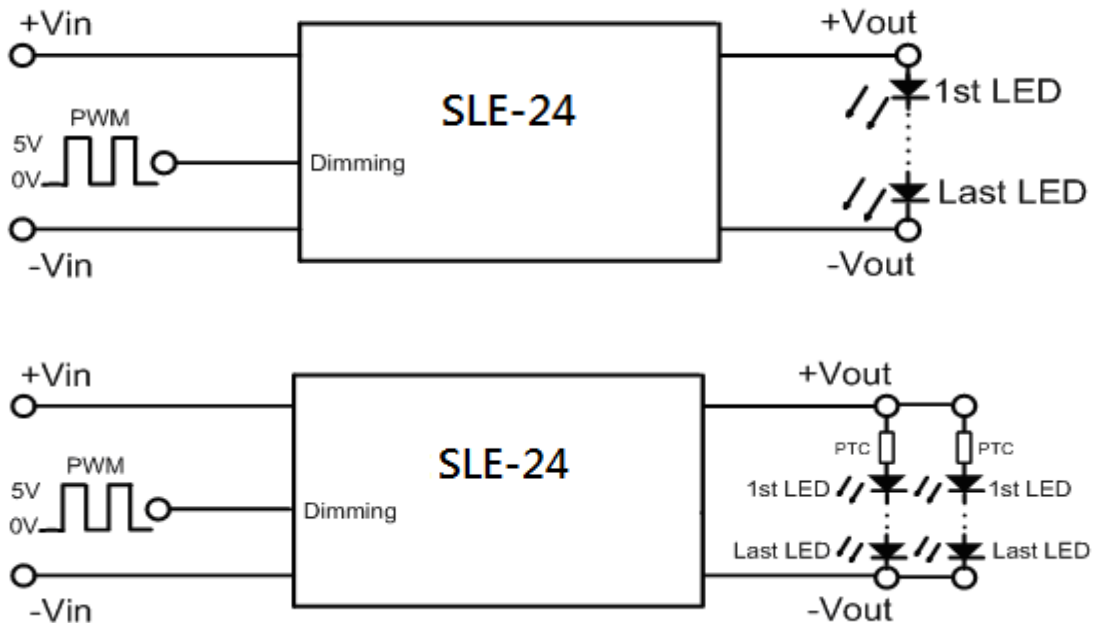 +Vin
+Vout
SLE-24
1st LED
PWM
5V
0V
Dimming
Last LED
-Vin
-Vout
+Vin
+Vout
PTC
PTC
SLE-24
PWM
5V
0V
1st LED
1st LED
Dimming
Last LED
Last LED
-Vin
-Vout